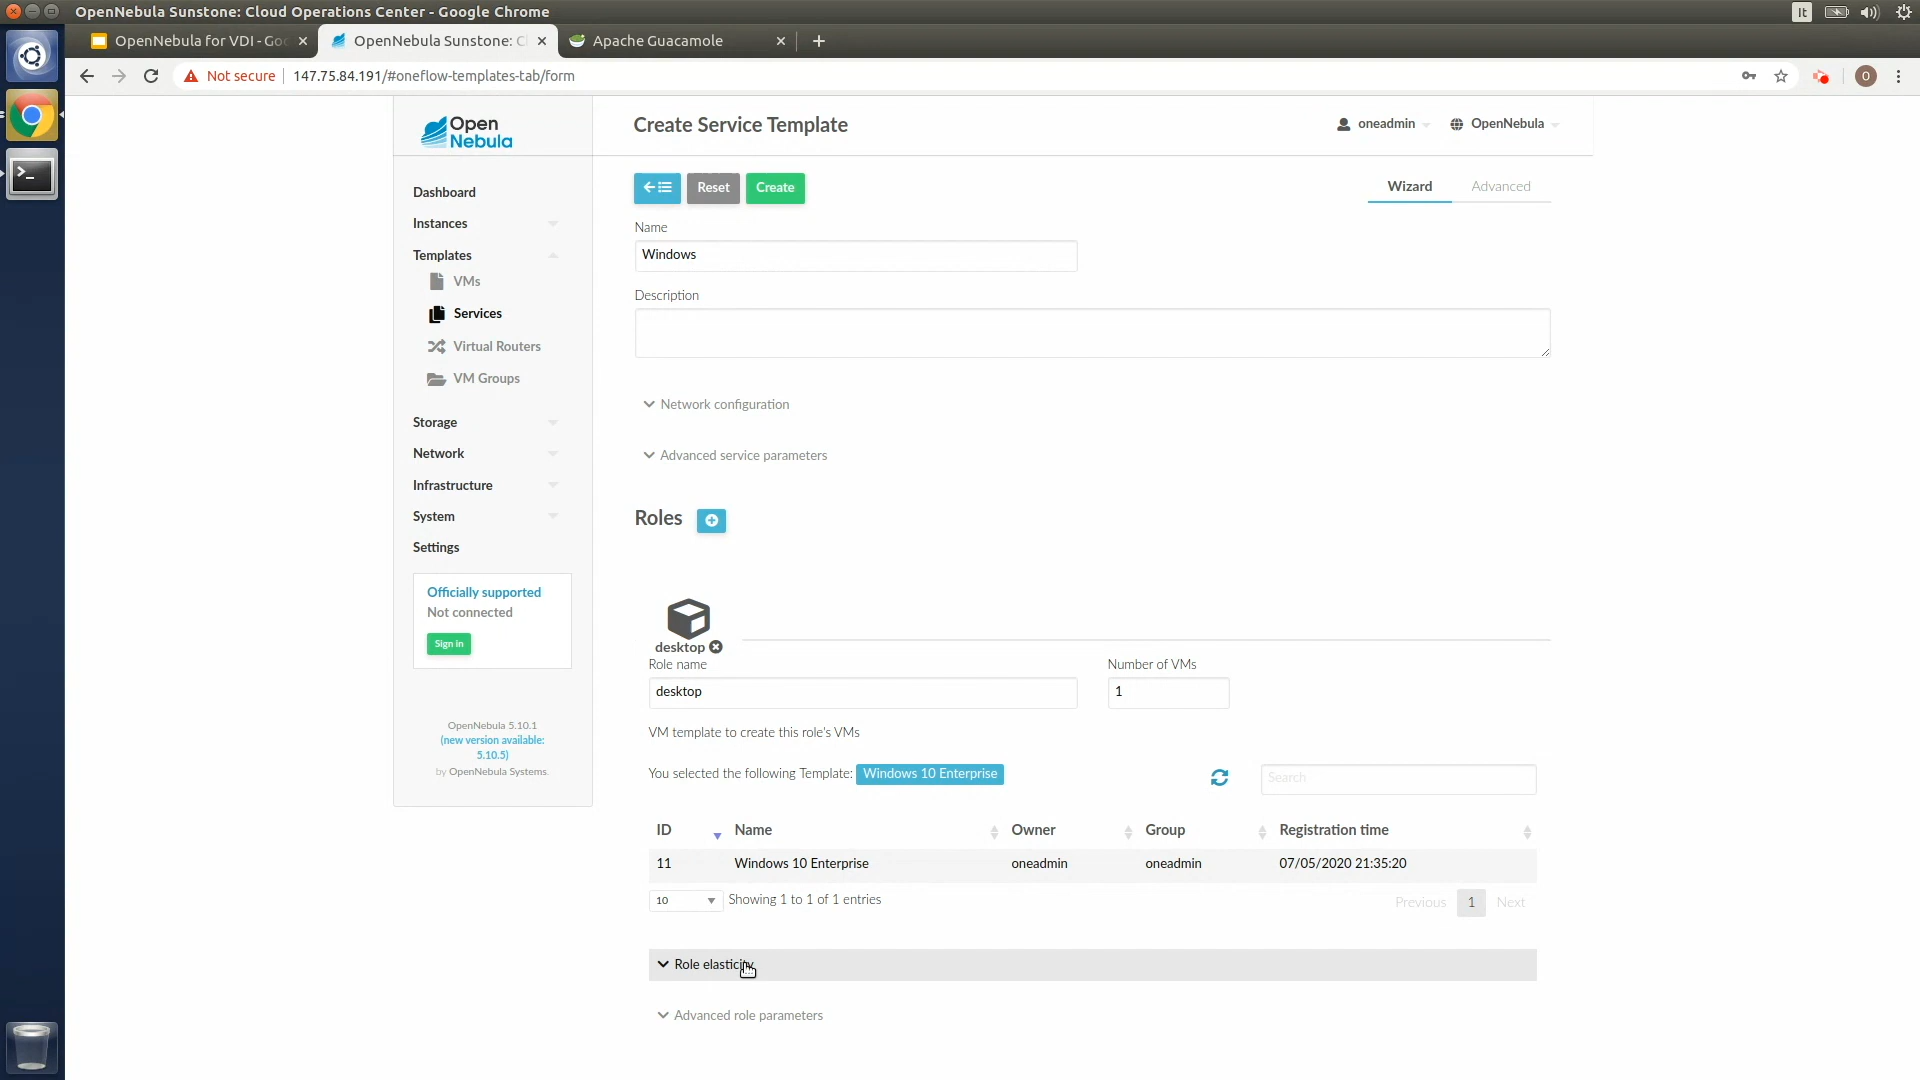 OpenNebula Sunstone: Cloud Operations Center - Google Chrome
It
OpenNebula for VDI - Goo
OpenNebula Sunstone: Cl
Apache Guacamole
Not secure
147.75.84.191/#oneflow-templates-tab/form
O
Open
Nebula
Create Service Template
oneadmin
OpenNebula
Dashboard
Instances
Templates
VMs
Services
Virtual Routers
VM Groups
Storage
Network
Infrastructure
System
Settings
Officially supported
Not connected
Sign in
OpenNebula 5.10.1
(new version available:
5.10.5)
by OpenNebula Systems.
Reset
Create
Wizard
Advanced
Name
Windows
Description
Network configuration
Advanced service parameters
Roles
desktop
Role name
Number of VMs
desktop
1
VM template to create this role's VMs
You selected the following Template: Windows 10 Enterprise
Search
ID Name Owner Group Registration time
11 Windows 10 Enterprise oneadmin oneadmin 07/05/2020 21:35:20
10
Showing 1 to 1 of 1 entries
Previous 1 Next
Role elasticity
Advanced role parameters